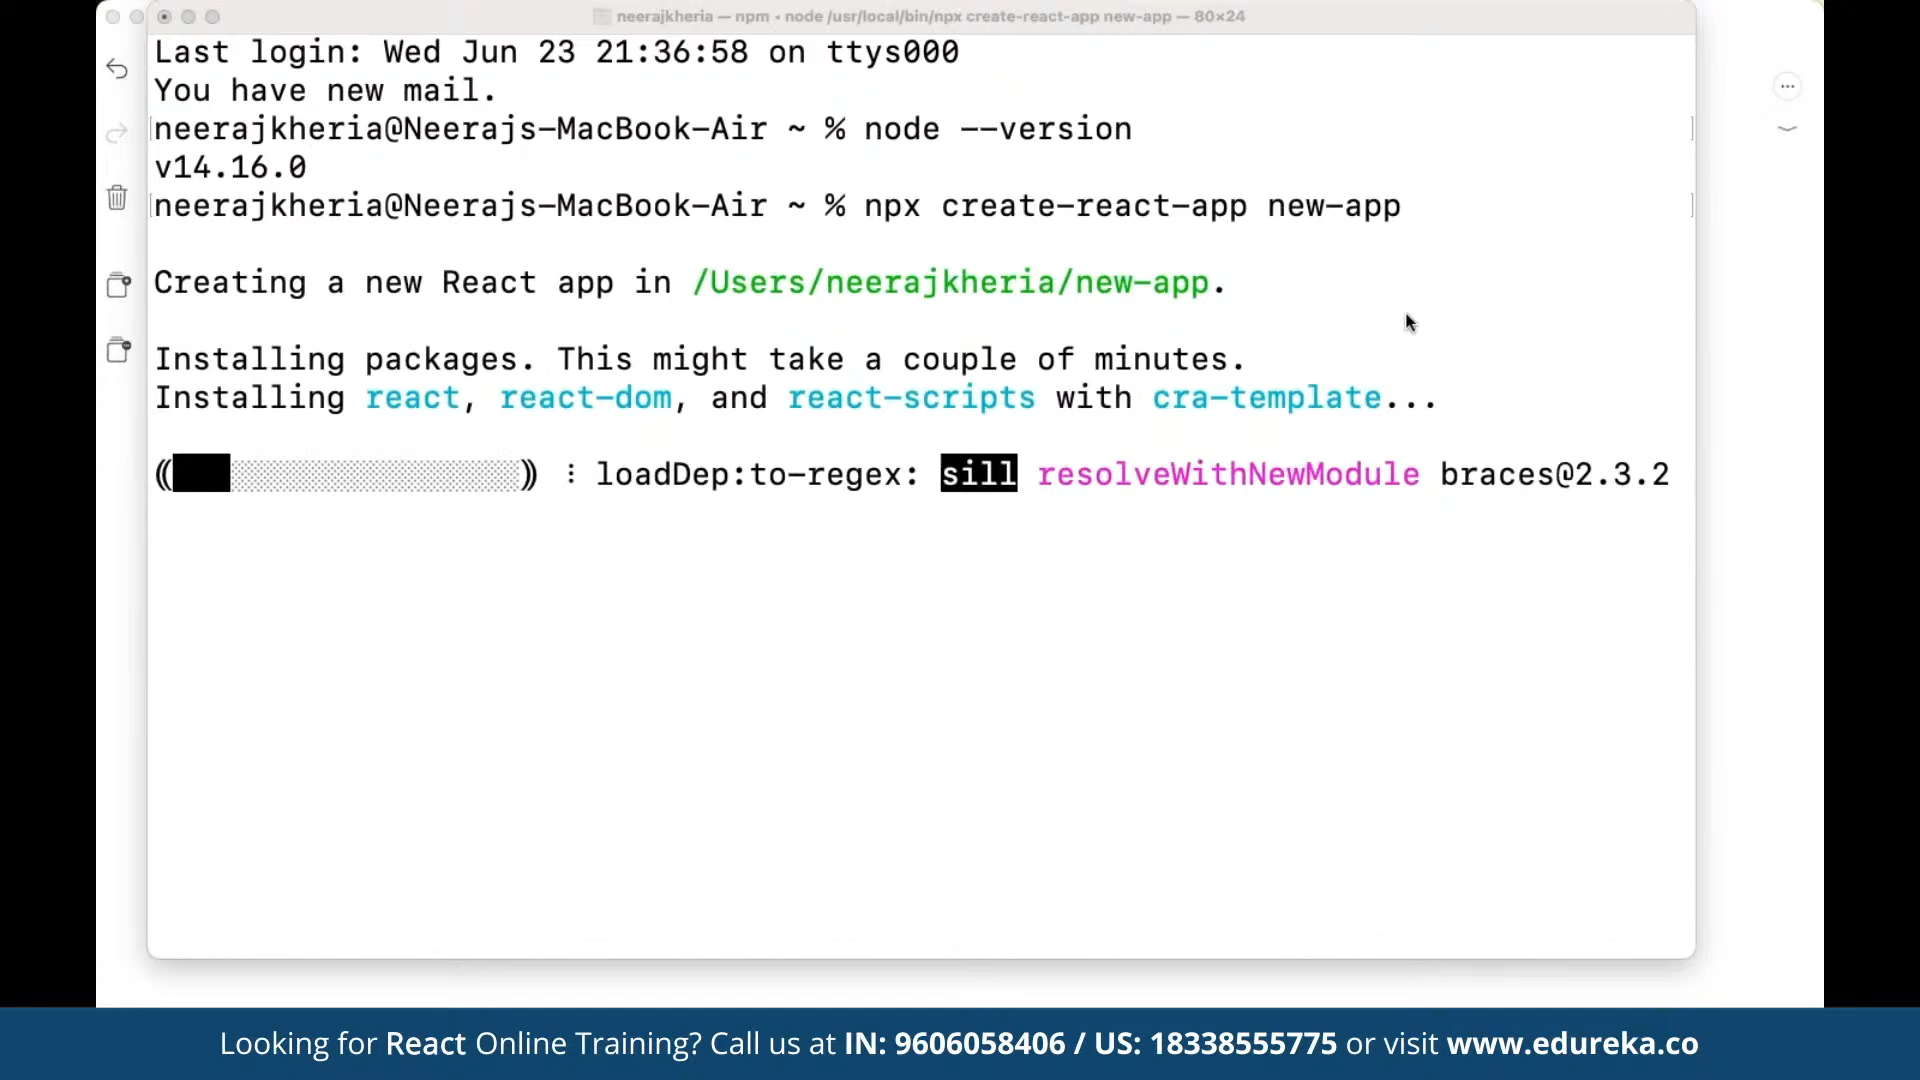 neerajkheria — npm • node /usr/local/bin/npx create-react-app new-app — 80×24
Last login: Wed Jun 23 21:36:58 on ttys000
You have new mail.
neerajkheria@Neerajs-MacBook-Air ~ % node --version
v14.16.0
neerajkheria@Neerajs-MacBook-Air ~ % npx create-react-app new-app
Creating a new React app in /Users/neerajkheria/new-app.
Installing packages. This might take a couple of minutes.
Installing react, react-dom, and react-scripts with cra-template...
loadDep:to-regex: sill resolveWithNewModule braces@2.3.2
Looking for React Online Training? Call us at IN: 9606058406 / US: 18338555775 or visit www.edureka.co